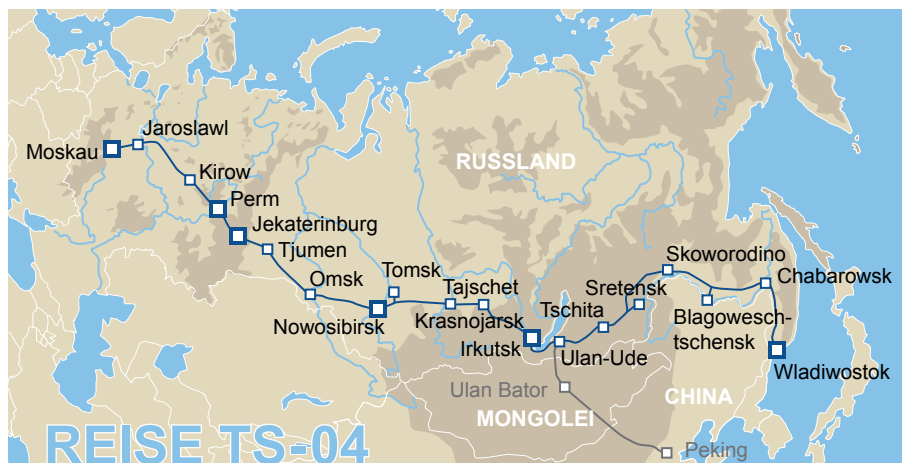 Jaroslawl
Moskau
Kirow
RUSSLAND
Perm
Jekaterinburg
Tjumen
Skoworodino
Tomsk
Omsk
Tajschet
Sretensk
Chabarowsk
Nowosibirsk
Krasnojarsk
Tschita
Blagowesch-
tschensk
Irkutsk
Ulan-Ude
Wladiwostok
Ulan Bator
CHINA
MONGOLEI
REISE TS-04
Peking